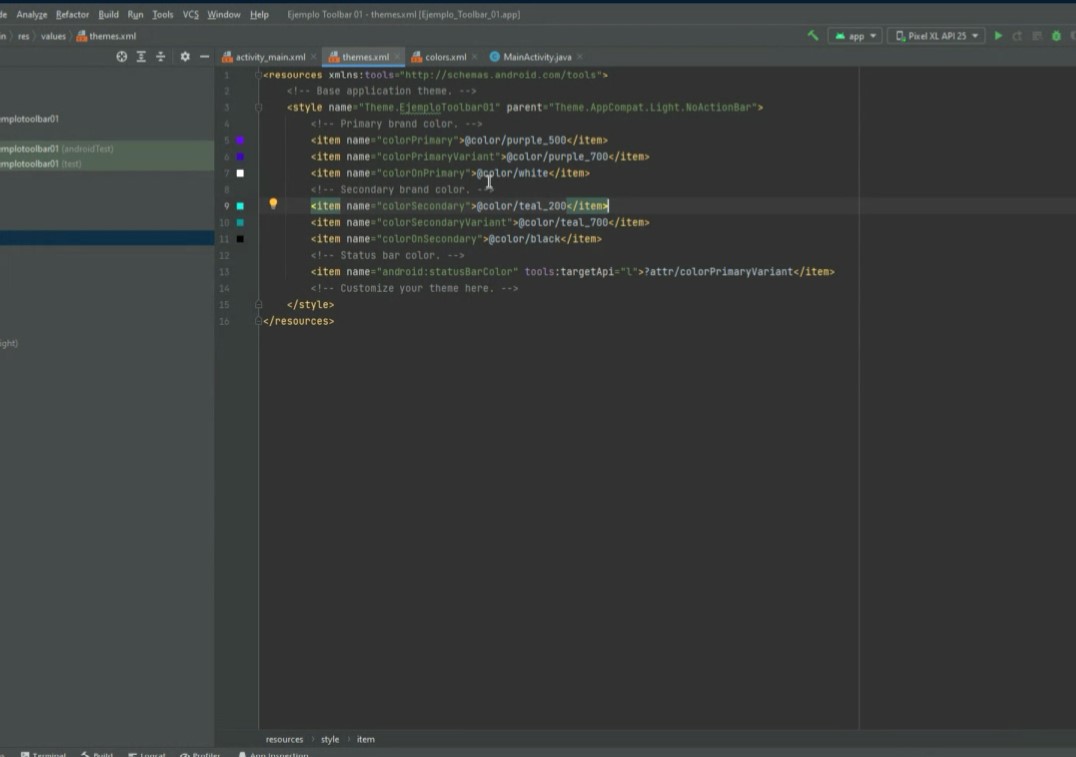 Analyze Refactor Build Run Tools VCS Window Help Ejemplo Toolbar 01 - themes.xml [Ejemplo_Toolbar_01.app]
res values themes.xml app Pixel XL API 25
activity_main.xml themes.xml colors.xml MainActivity.java
1 <resources xmlns:tools="http://schemas.android.com/tools">
2 <!-- Base application theme. -->
3 <style name="Theme.EjemploToolbar01" parent="Theme.AppCompat.Light.NoActionBar">
4 <!-- Primary brand color. -->
5 <item name="colorPrimary">@color/purple_500</item>
6 <item name="colorPrimaryVariant">@color/purple_700</item>
7 <item name="colorOnPrimary">@color/white</item>
8 <!-- Secondary brand color. -->
9 <item name="colorSecondary">@color/teal_200</item>
10 <item name="colorSecondaryVariant">@color/teal_700</item>
11 <item name="colorOnSecondary">@color/black</item>
12 <!-- Status bar color. -->
13 <item name="android:statusBarColor" tools:targetApi="l">?attr/colorPrimaryVariant</item>
14 <!-- Customize your theme here. -->
15 </style>
16 </resources>
mplotoolbar01
mplotoolbar01 (androidTest)
mplotoolbar01 (test)
ight)
resources style item
Terminal Build Logcat Profiler App Inspection